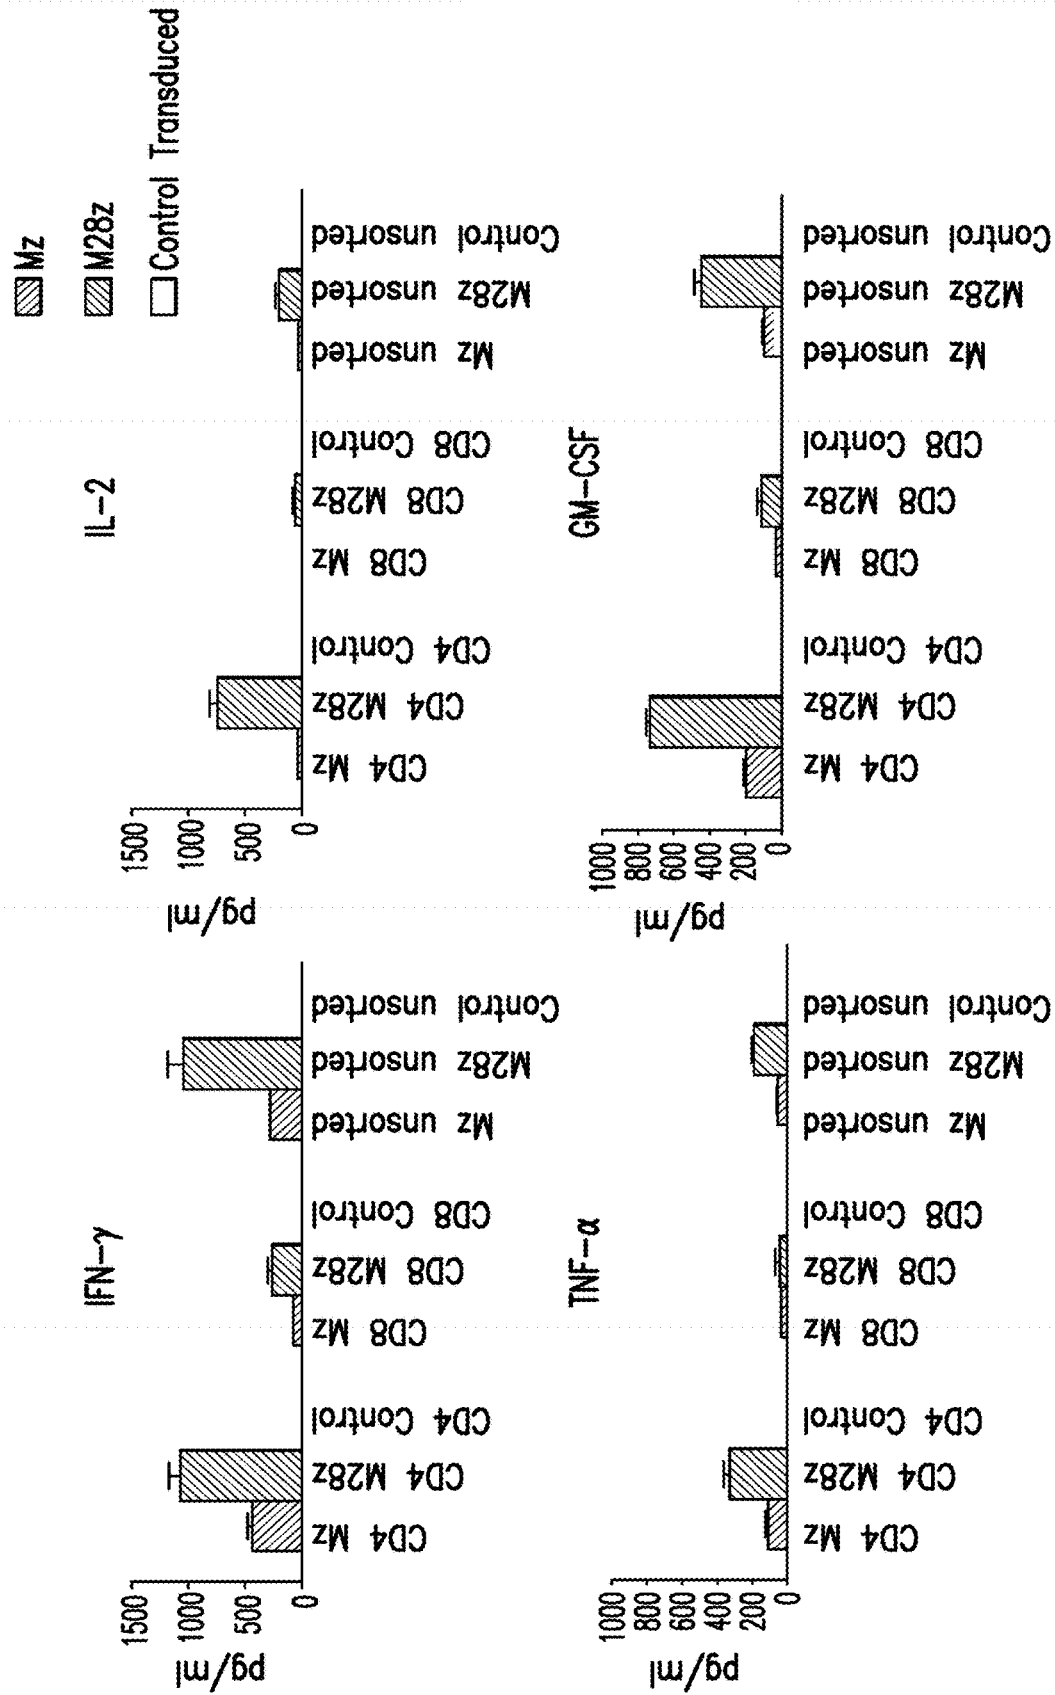 Mz
M28z
Control Transduced
IFN-γ
pg/ml
1500
1000
500
0
CD4 Mz
CD4 M28z
CD4 Control
CD8 Mz
CD8 M28z
CD8 Control
Mz unsorted
M28z unsorted
Control unsorted
IL-2
pg/ml
1500
1000
500
0
CD4 Mz
CD4 M28z
CD4 Control
CD8 Mz
CD8 M28z
CD8 Control
Mz unsorted
M28z unsorted
Control unsorted
TNF-α
pg/ml
1000
800
600
400
200
0
CD4 Mz
CD4 M28z
CD4 Control
CD8 Mz
CD8 M28z
CD8 Control
Mz unsorted
M28z unsorted
Control unsorted
GM-CSF
pg/ml
1000
800
600
400
200
0
CD4 Mz
CD4 M28z
CD4 Control
CD8 Mz
CD8 M28z
CD8 Control
Mz unsorted
M28z unsorted
Control unsorted